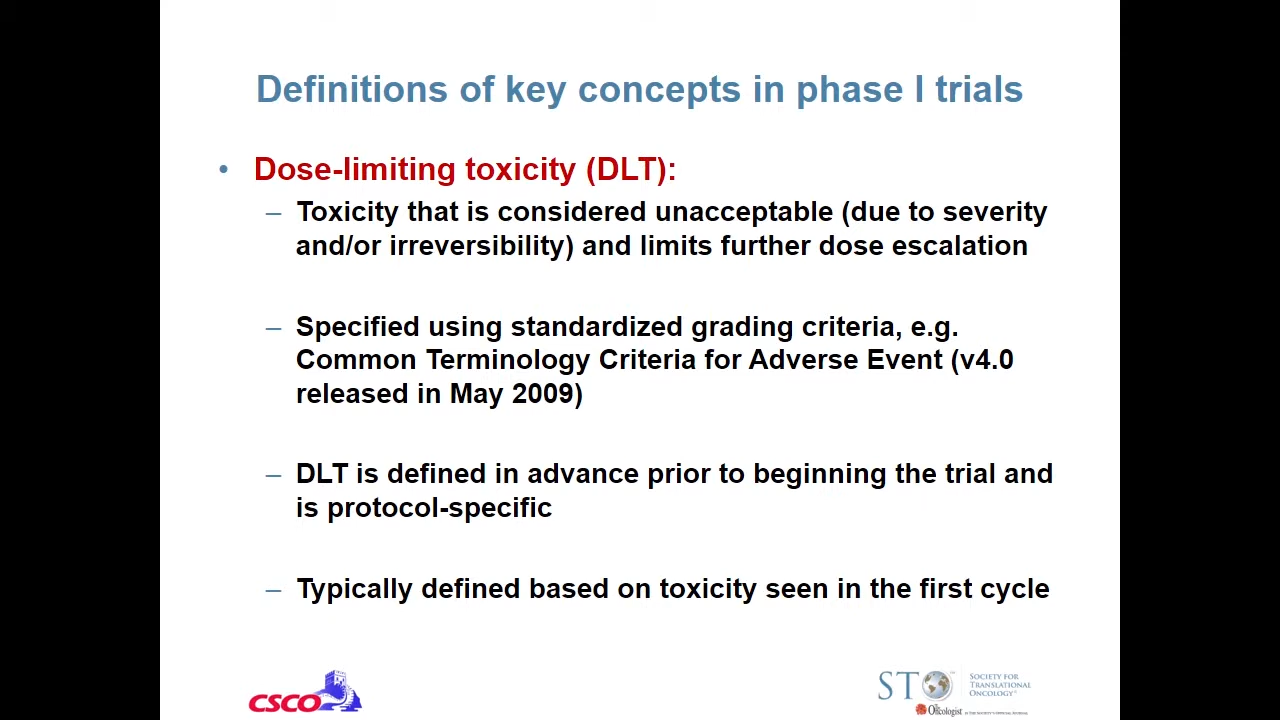 Definitions of key concepts in phase I trials
• Dose-limiting toxicity (DLT):
– Toxicity that is considered unacceptable (due to severity
and/or irreversibility) and limits further dose escalation
– Specified using standardized grading criteria, e.g.
Common Terminology Criteria for Adverse Event (v4.0
released in May 2009)
– DLT is defined in advance prior to beginning the trial and
is protocol-specific
– Typically defined based on toxicity seen in the first cycle
CSCO
STO
SOCIETY FOR
TRANSLATIONAL
ONCOLOGY
The Oncologist